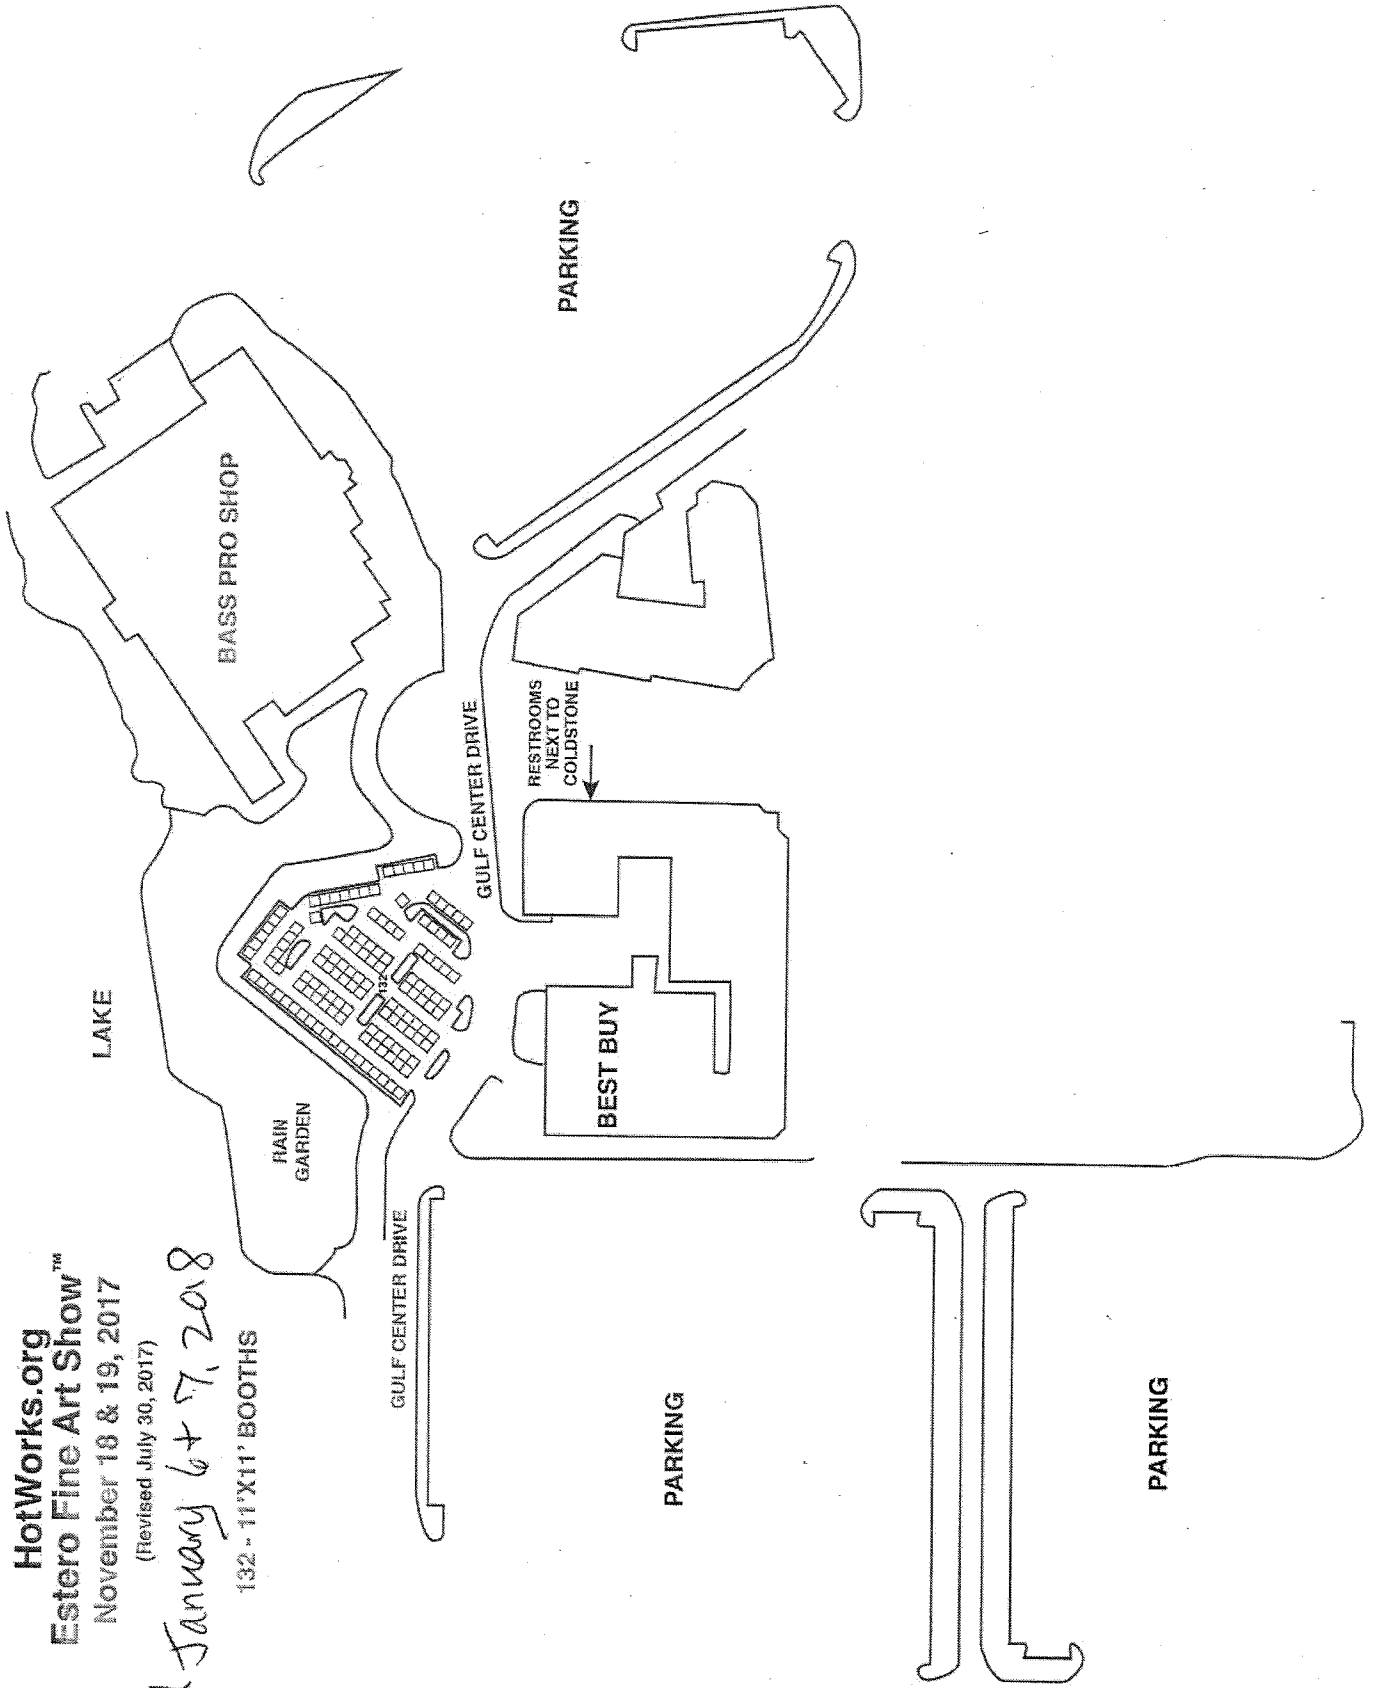 HotWorks.org
Estero Fine Art Show™
November 18 & 19, 2017
(Revised July 30, 2017)
January 6+7, 2018
132 - 11'X11' BOOTHS
LAKE
RAIN
GARDEN
GULF CENTER DRIVE
132
BASS PRO SHOP
GULF CENTER DRIVE
RESTROOMS
NEXT TO
COLDSTONE
BEST BUY
PARKING
PARKING
PARKING